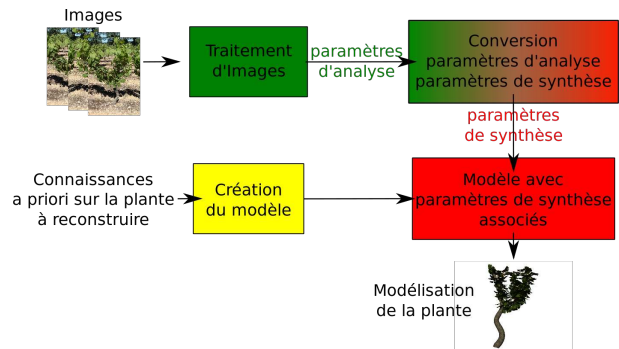 Images
Traitement
d'Images
paramètres
d'analyse
Conversion
paramètres d'analyse
paramètres de synthèse
paramètres
de synthèse
Connaissances
a priori sur la plante
à reconstruire
Création
du modèle
Modèle avec
paramètres de synthèse
associés
Modélisation
de la plante